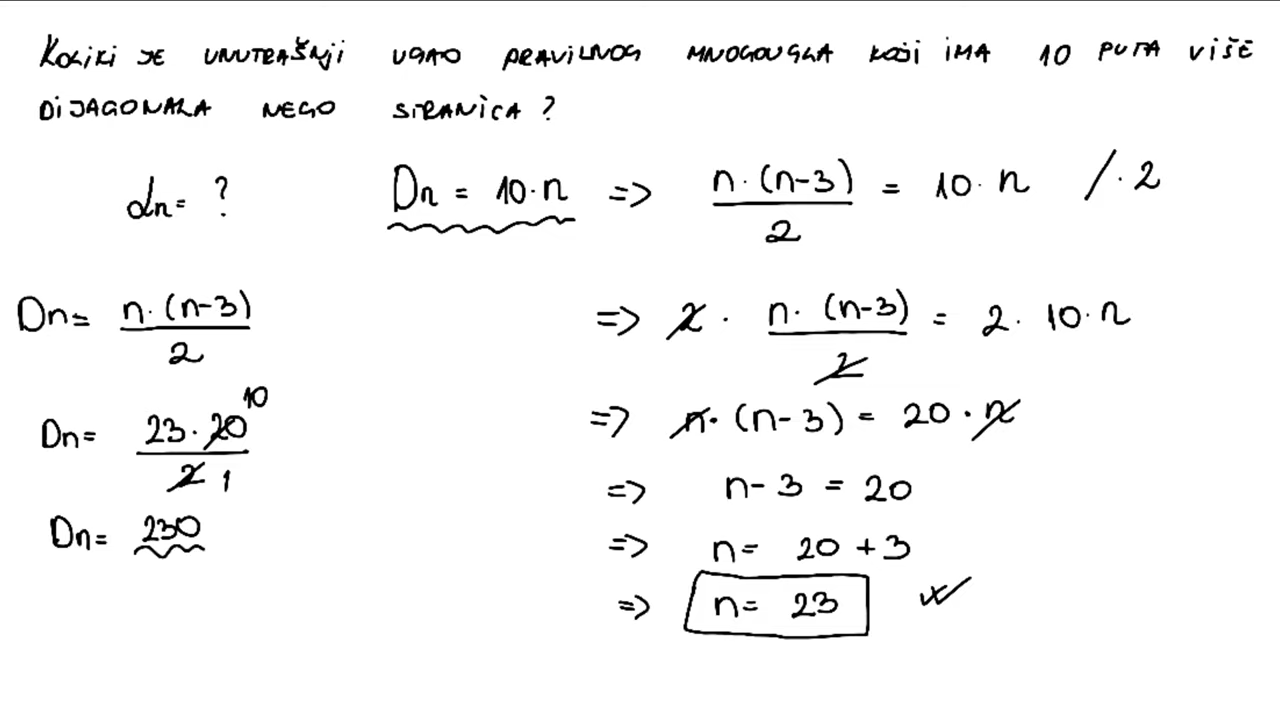 KOLIKI JE UNUTRAŠNJI UGAO PRAVILNOG MNOGOUGLA KOJI IMA 10 PUTA VIŠE
DIJAGONALA NEGO STRANICA?
αn = ?
Dn = 10·n => n·(n-3)/2 = 10·n /·2
Dn = n·(n-3)/2
=> 2· n·(n-3)/2 = 2·10·n
Dn = 23·20/2 10 1
=> n·(n-3) = 20·n
=> n-3 = 20
Dn = 230
=> n = 20+3
=> n = 23